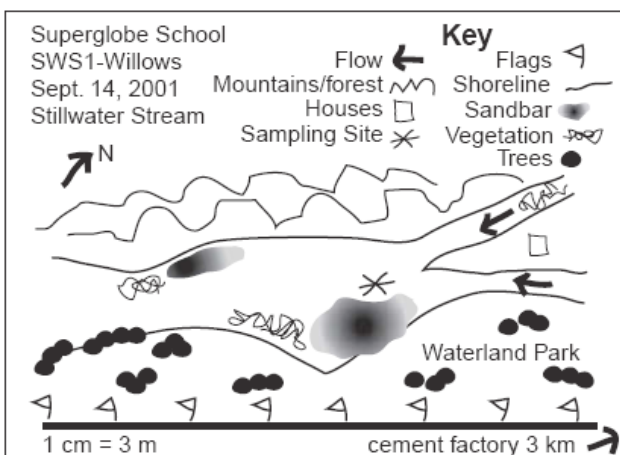 Superglobe School
SWS1-Willows
Sept. 14, 2001
Stillwater Stream
N
Key
Flow
Flags
Mountains/forest
Shoreline
Houses
Sandbar
Sampling Site
Vegetation
Trees
Waterland Park
1 cm = 3 m
cement factory 3 km